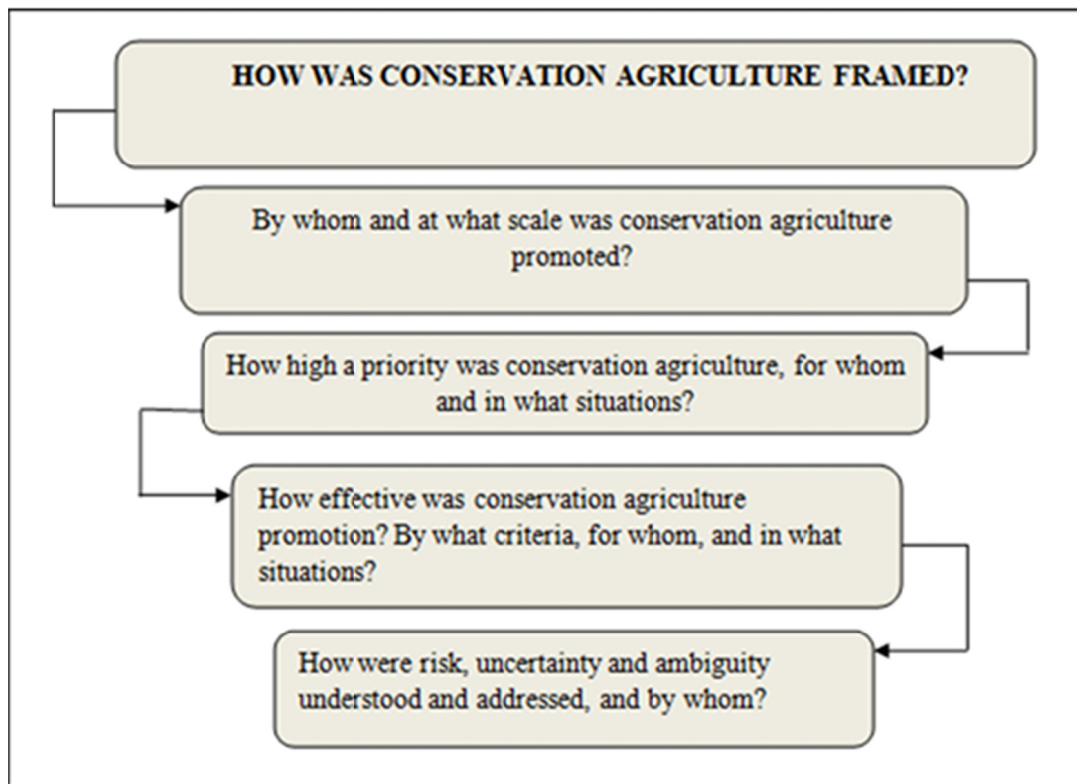 HOW WAS CONSERVATION AGRICULTURE FRAMED?
By whom and at what scale was conservation agriculture
promoted?
How high a priority was conservation agriculture, for whom
and in what situations?
How effective was conservation agriculture
promotion? By what criteria, for whom, and in what
situations?
How were risk, uncertainty and ambiguity
understood and addressed, and by whom?